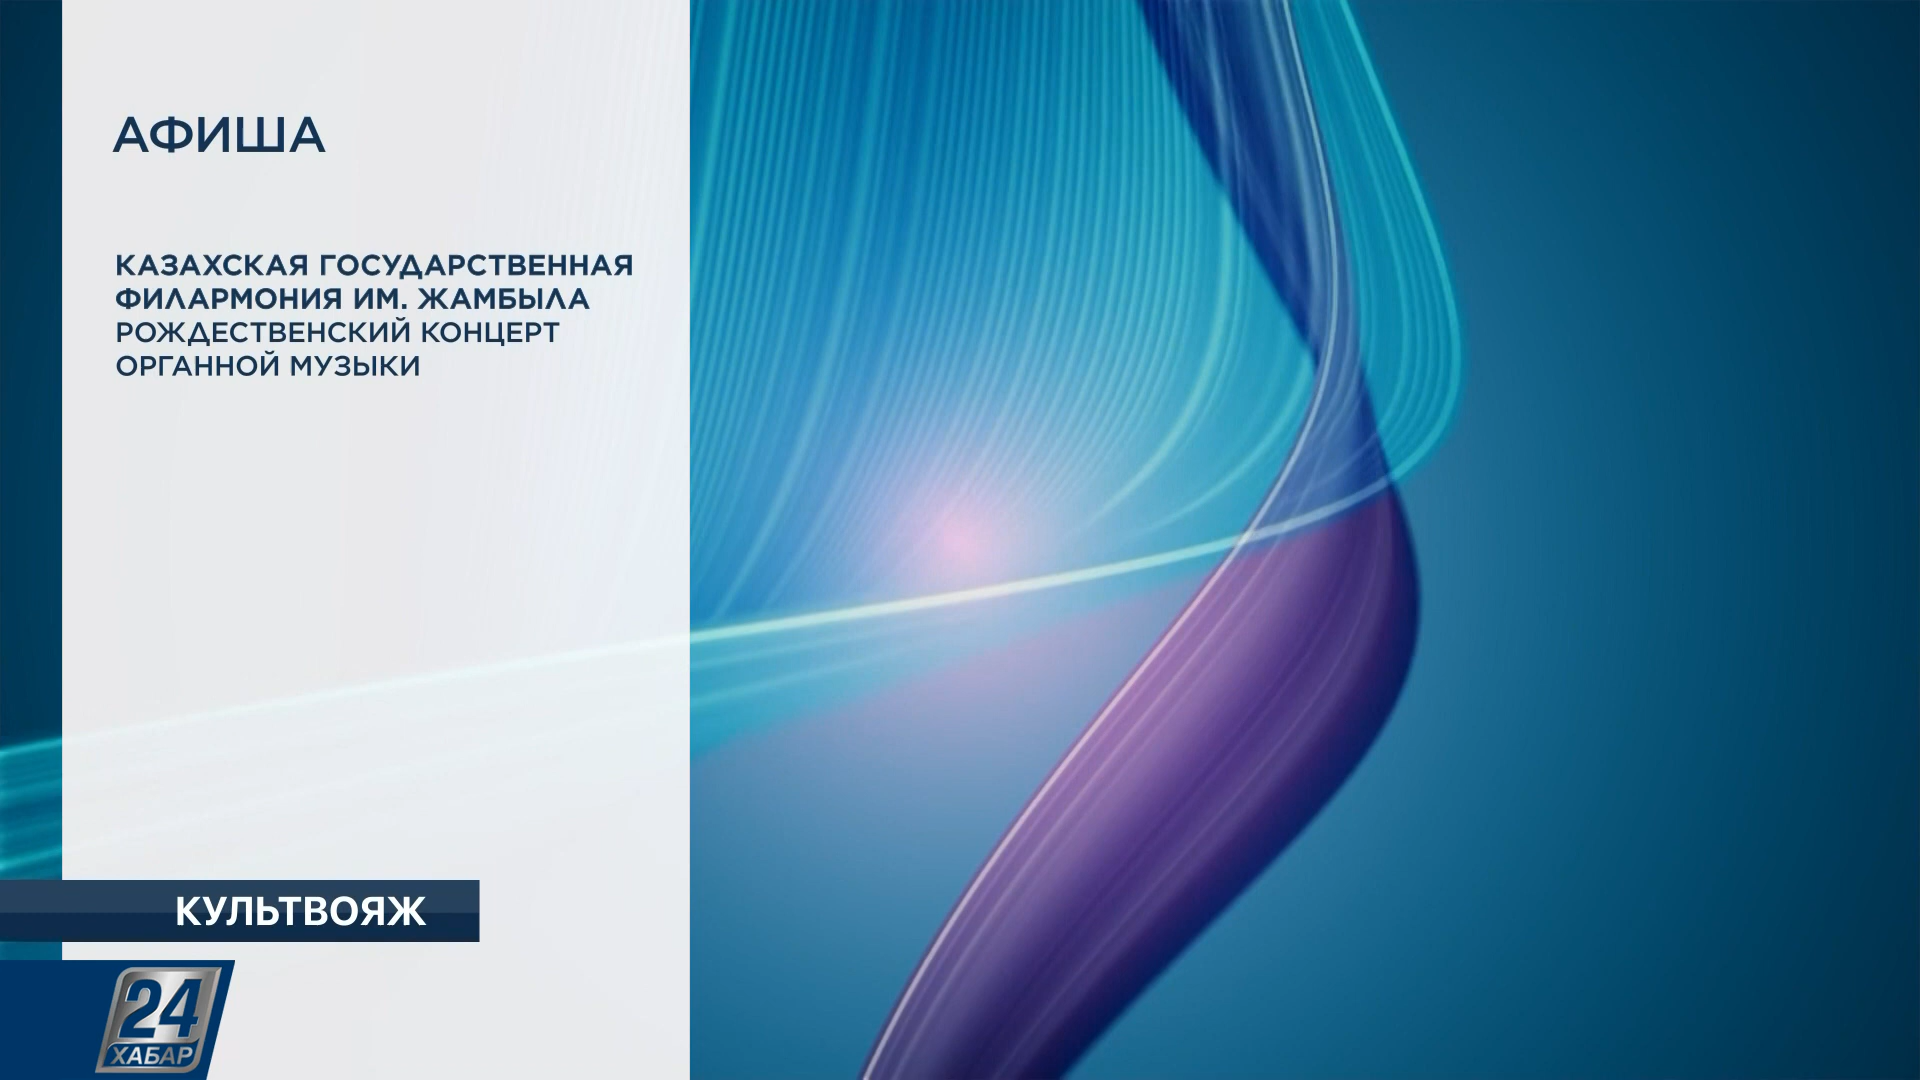 АФИША
КАЗАХСКАЯ ГОСУДАРСТВЕННАЯ
ФИЛАРМОНИЯ ИМ. ЖАМБЫЛА
РОЖДЕСТВЕНСКИЙ КОНЦЕРТ
ОРГАННОЙ МУЗЫКИ
КУЛЬТВОЯЖ
24
ХАБАР